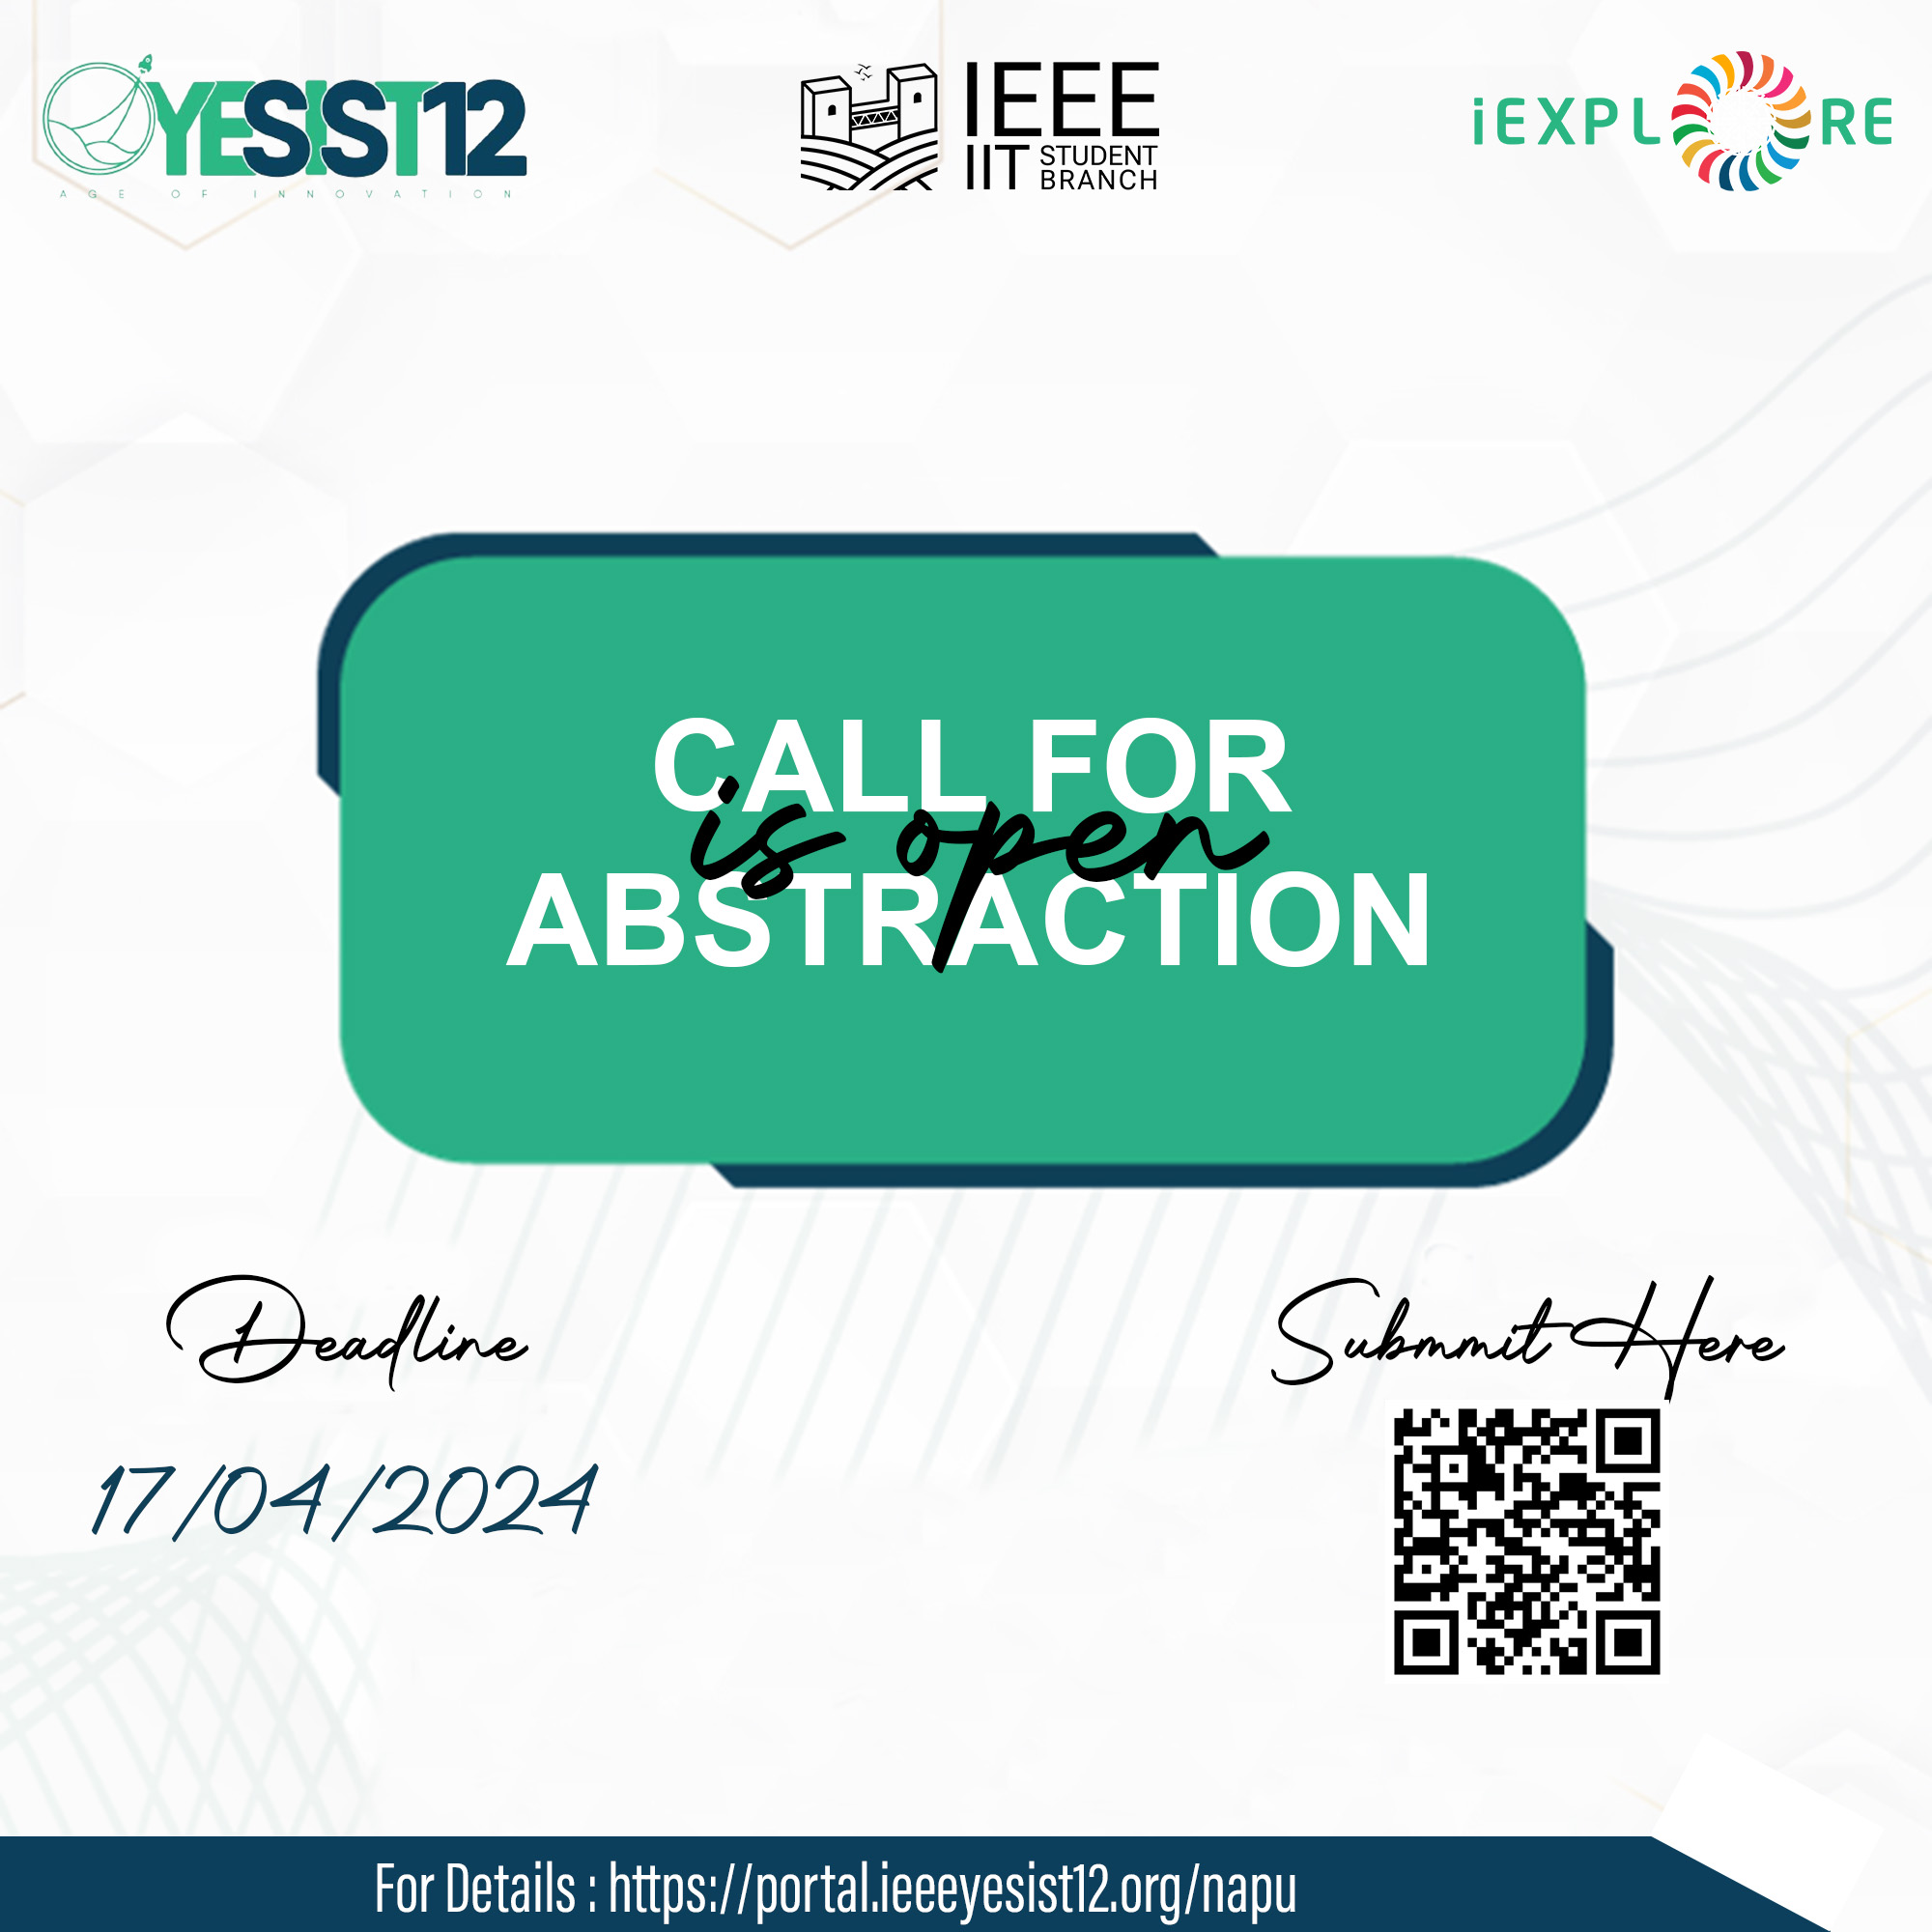 YESIST12
AGE OF INNOVATION
IEEE
IIT STUDENT
BRANCH
iEXPLORE
CALL FOR
is open
ABSTRACTION
Deadline
17/04/2024
Submmit Here
For Details : https://portal.ieeeyesist12.org/napu